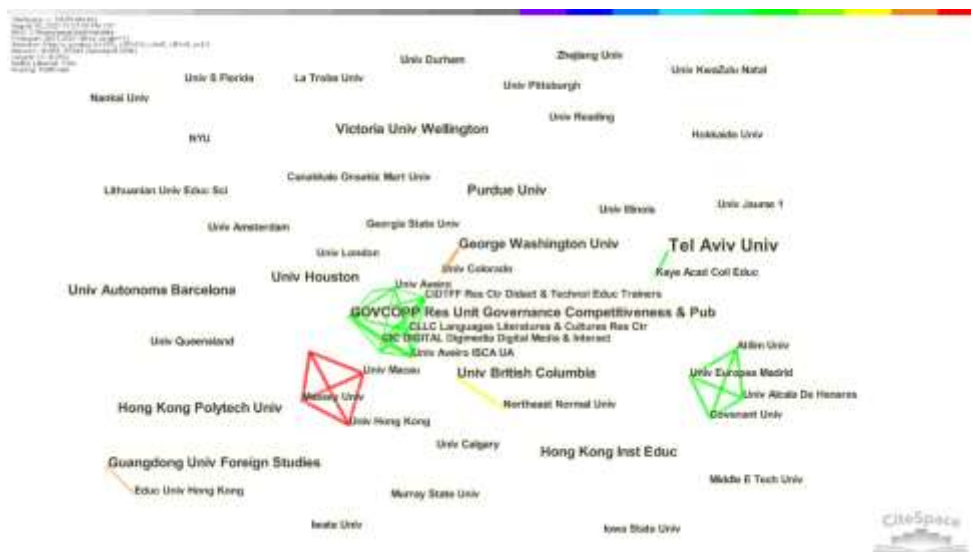 Univ Durham
Zhejiang Univ
Univ KwaZulu Natal
Univ S Florida
La Trobe Univ
Univ Pittsburgh
Nankai Univ
Univ Reading
Victoria Univ Wellington
Hokkaido Univ
NYU
Canakkale Onsekiz Mart Univ
Lithuanian Univ Educ Sci
Purdue Univ
Univ Jaume 1
Univ Illinois
Univ Amsterdam
Georgia State Univ
George Washington Univ
Tel Aviv Univ
Univ London
Univ Colorado
Kaye Acad Coll Educ
Univ Houston
Univ Aveiro
Univ Autonoma Barcelona
CIDTFF Res Ctr Didact & Technol Educ Trainers
GOVCOPP Res Unit Governance Competitiveness & Pub
CLLC Languages Literatures & Cultures Res Ctr
CIC DIGITAL Digimedia Digital Media & Interact
Univ Queensland
Univ Aveiro ISCA UA
Univ Macau
Univ British Columbia
Univ Europea Madrid
Massey Univ
Univ Alcala De Henares
Hong Kong Polytech Univ
Northeast Normal Univ
Covenant Univ
Univ Hong Kong
Univ Calgary
Hong Kong Inst Educ
Guangdong Univ Foreign Studies
Middle E Tech Univ
Educ Univ Hong Kong
Murray State Univ
Iwate Univ
Iowa State Univ
CiteSpace